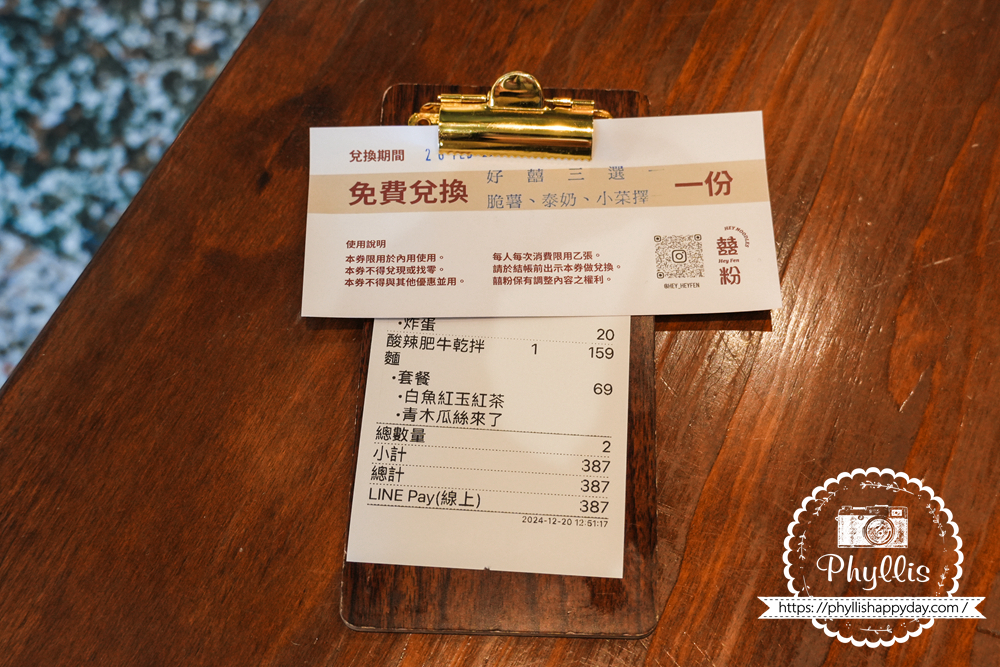 兌換期間
免費兌換 好囍三選一 一份
脆薯、泰奶、小菜擇一
使用說明
本券限用於內用使用。
本券不得兌現或找零。
本券不得與其他優惠並用。
每人每次消費限用乙張。
請於結帳前出示本券做兌換。
囍粉保有調整內容之權利。
@HEY_HEYFEN
HEY NOODLES
囍
Hey Fen
粉
•炸蛋 20
酸辣肥牛乾拌 1 159
麵
•套餐 69
•白魚紅玉紅茶
•青木瓜絲來了
總數量 2
小計 387
總計 387
LINE Pay(線上) 387
2024-12-20 12:51:17
Phyllis
https://phyllishappyday.com/